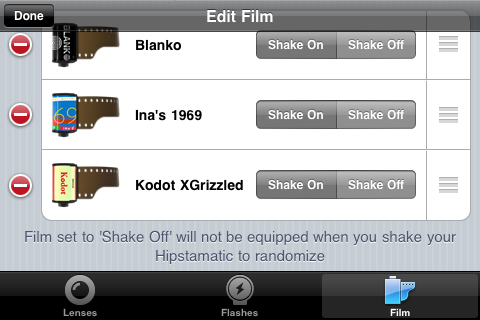 Done
Edit Film
BLANKO
Blanko
Shake On
Shake Off
69
Ina's 1969
Shake On
Shake Off
Kodot
Kodot XGrizzled
Shake On
Shake Off
Film set to 'Shake Off' will not be equipped when you shake your
Hipstamatic to randomize
Lenses
Flashes
Film